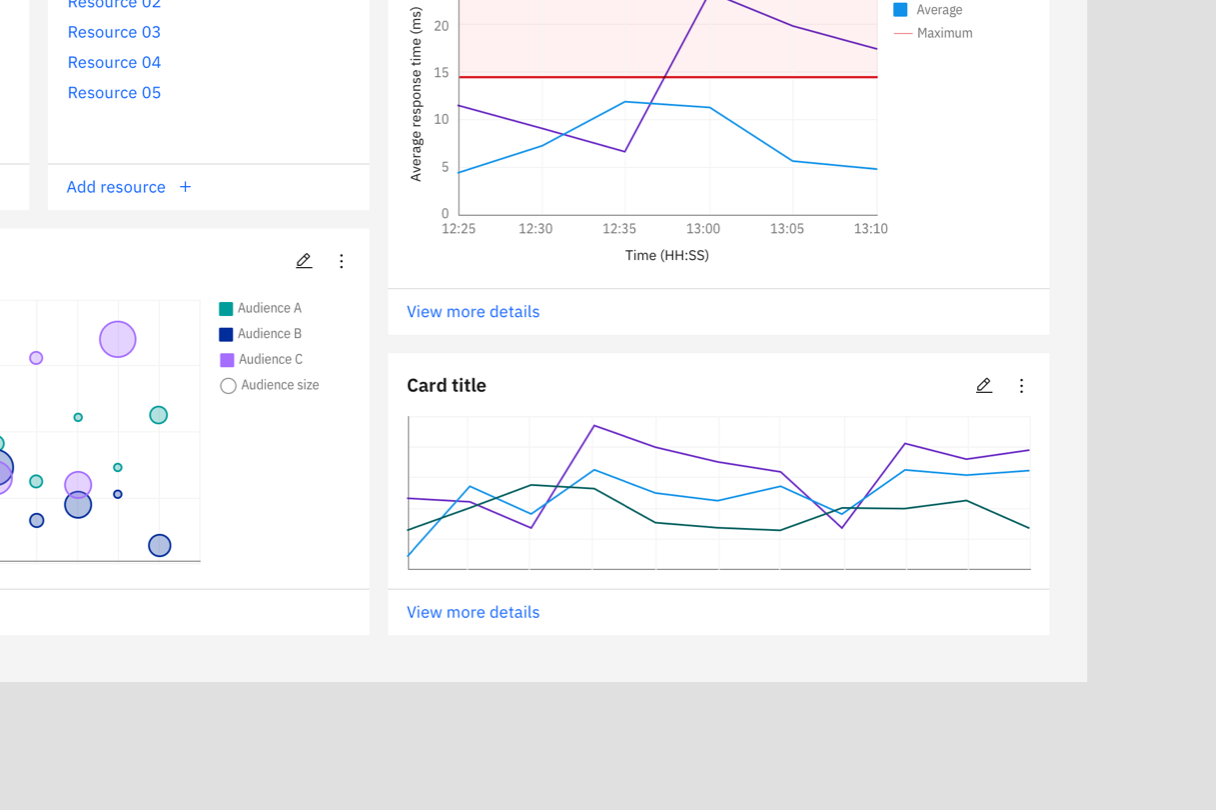 Resource 02
Resource 03
Resource 04
Resource 05
Add resource +
Audience A
Audience B
Audience C
Audience size
Average response time (ms)
20
15
10
5
0
12:25 12:30 12:35 13:00 13:05 13:10
Time (HH:SS)
Average
Maximum
View more details
Card title
View more details